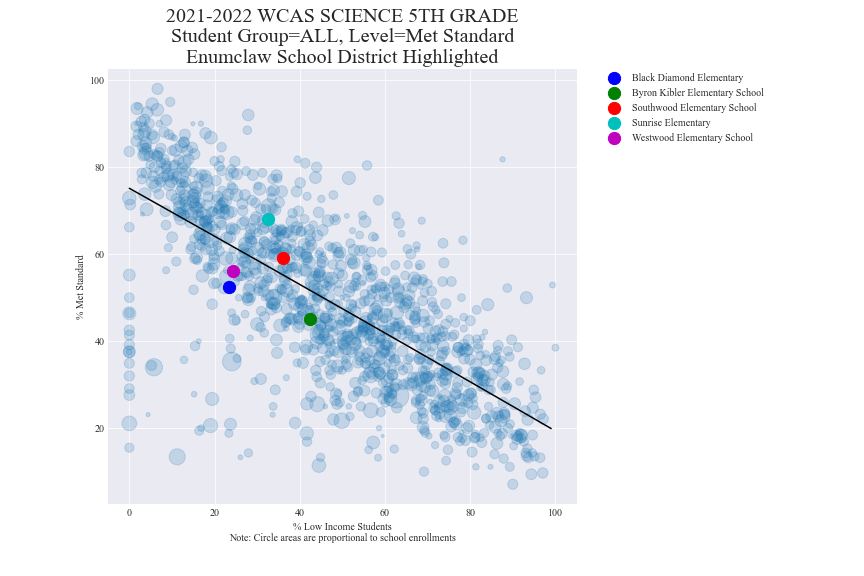 2021-2022 WCAS SCIENCE 5TH GRADE
Student Group=ALL, Level=Met Standard
Enumclaw School District Highlighted
Black Diamond Elementary
Byron Kibler Elementary School
Southwood Elementary School
Sunrise Elementary
Westwood Elementary School
% Met Standard
100
80
60
40
20
0 20 40 60 80 100
% Low Income Students
Note: Circle areas are proportional to school enrollments